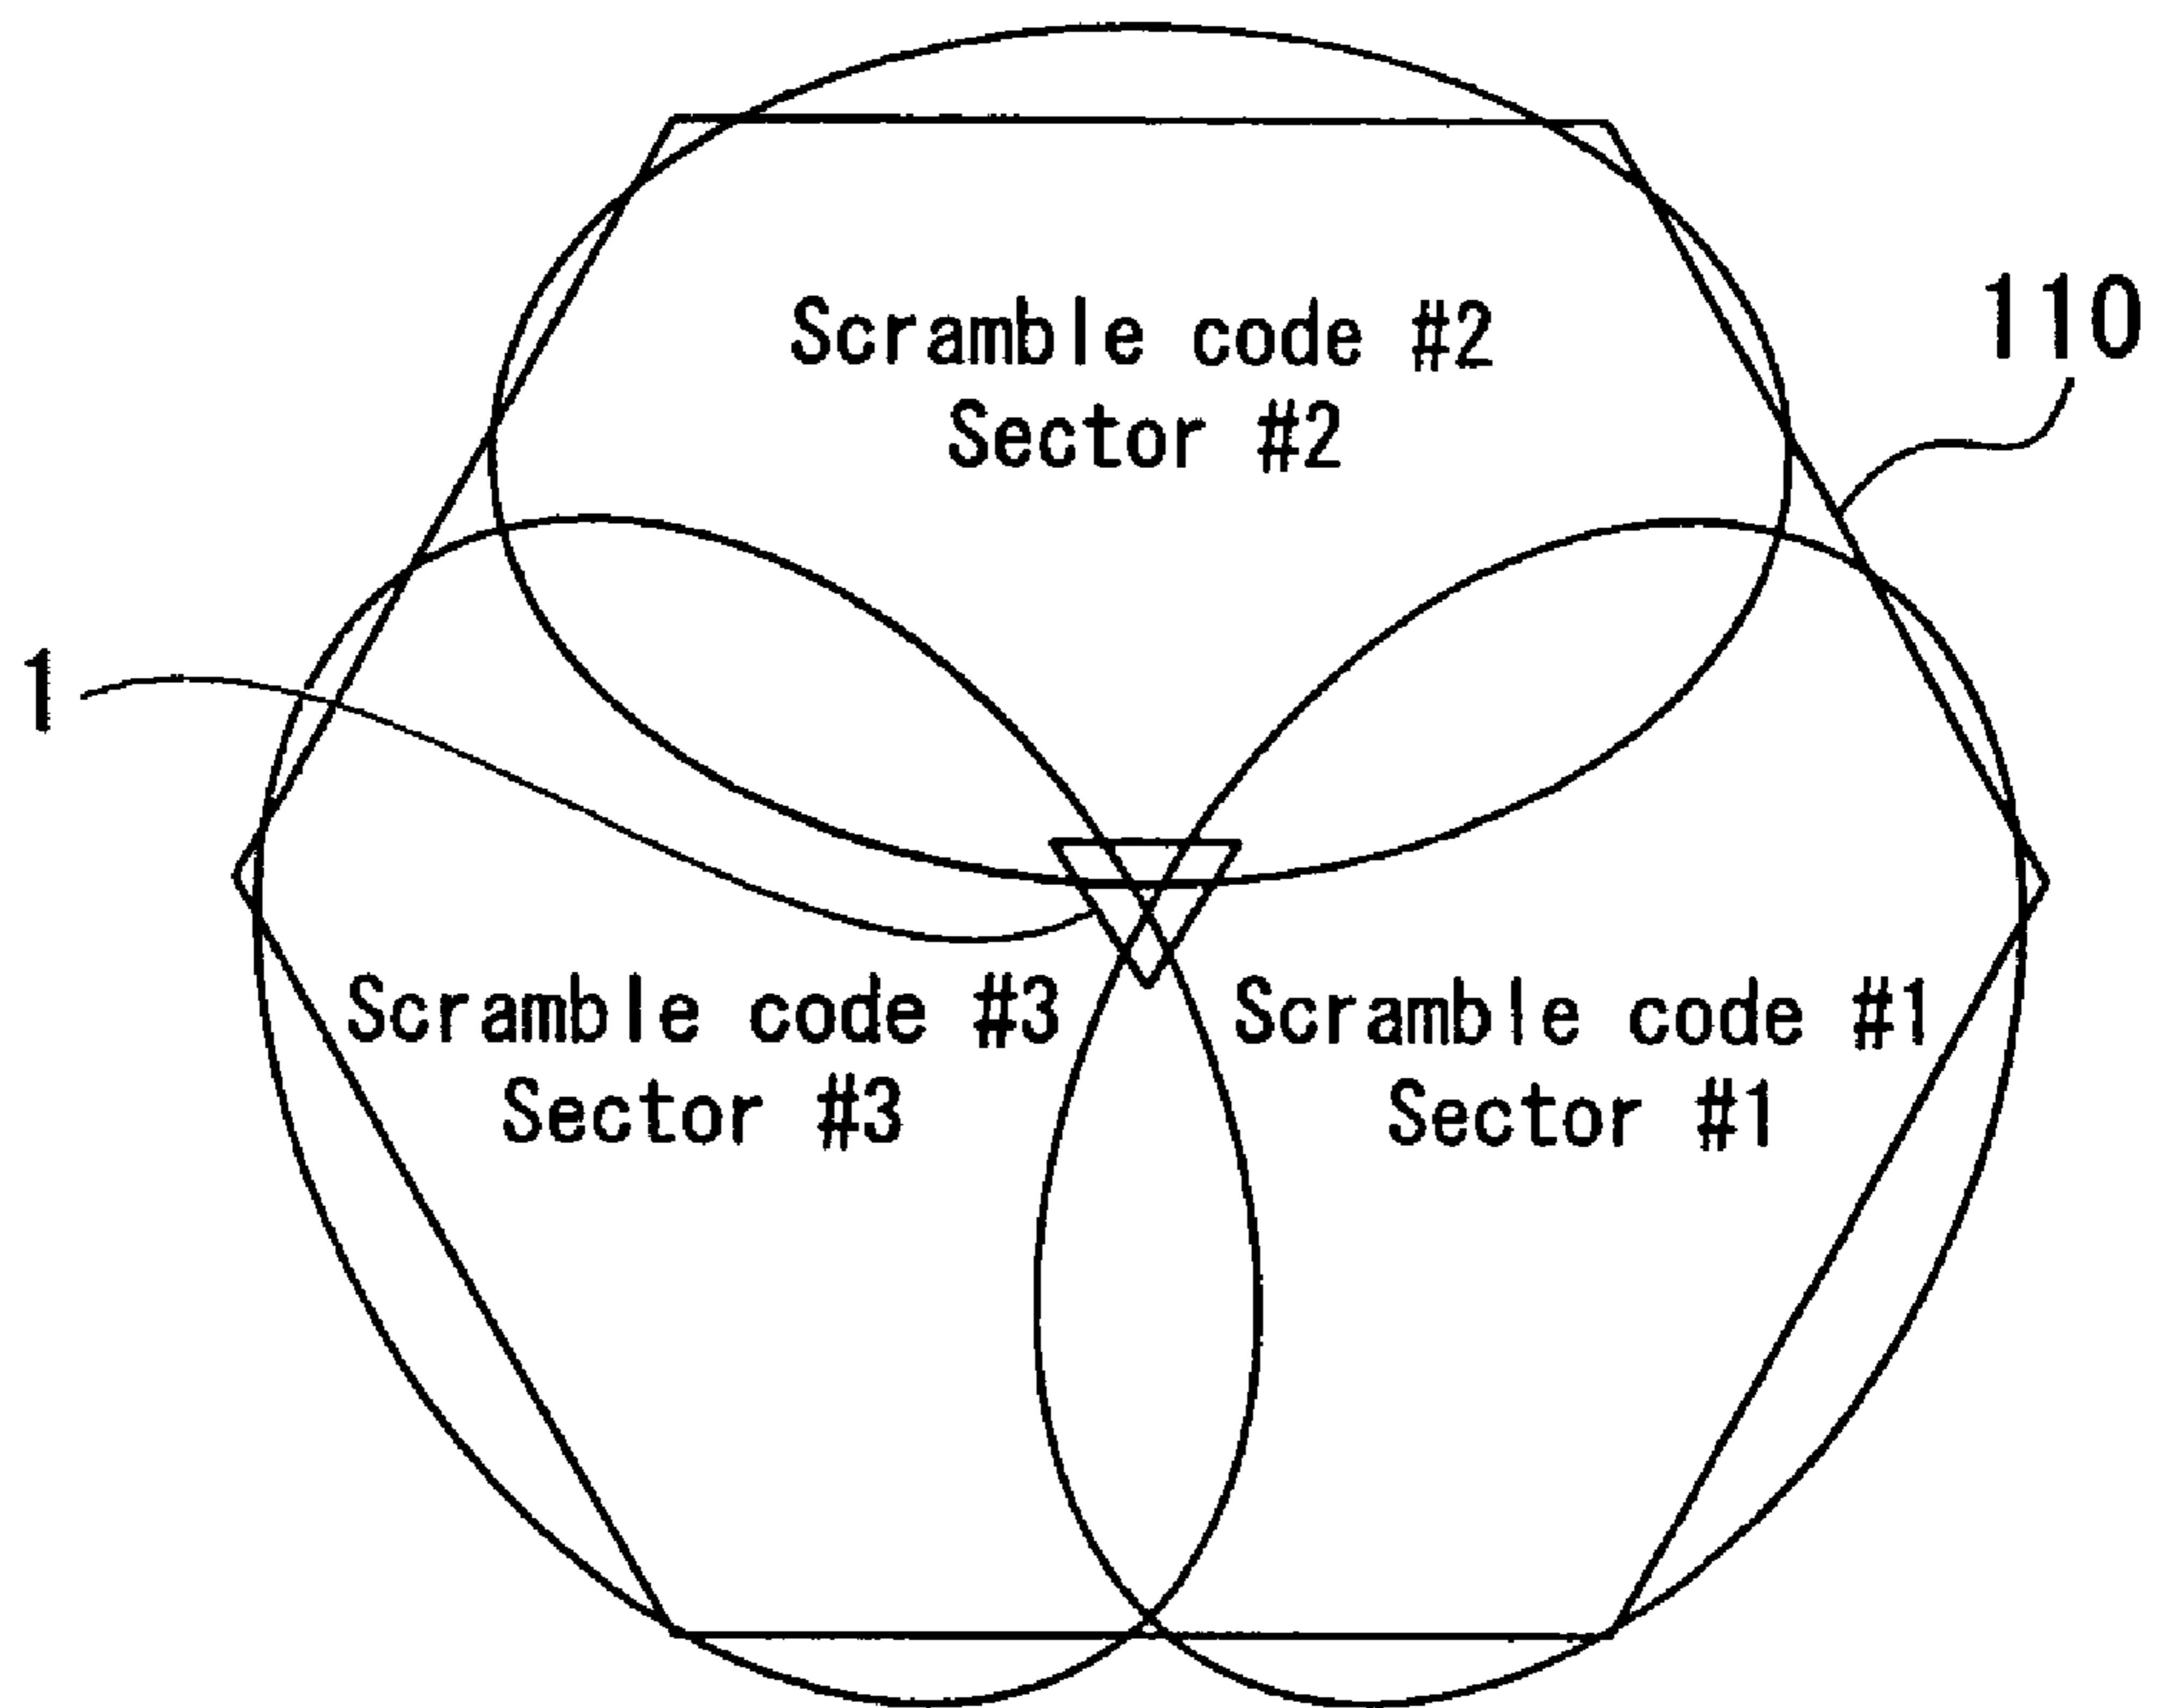 Scramble code #2
Sector #2
110
1
Scramble code #3
Sector #3
Scramble code #1
Sector #1